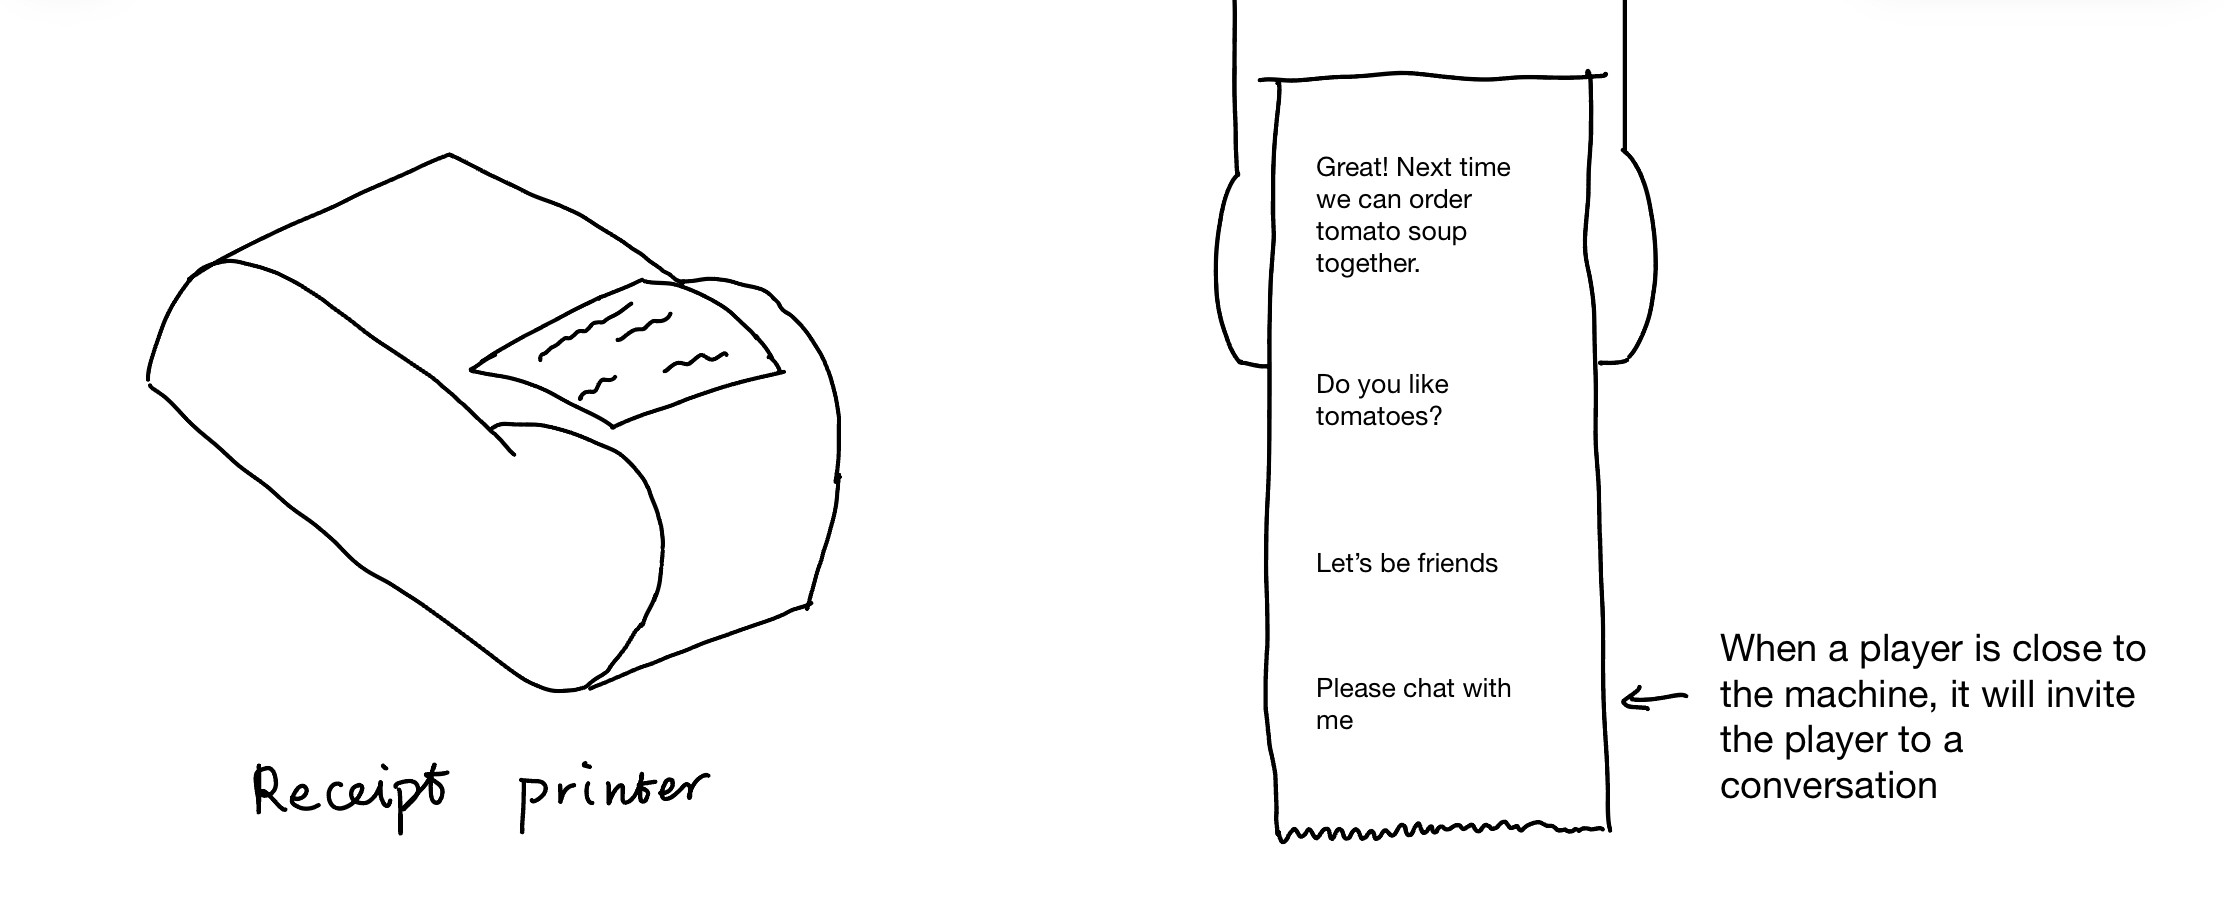 Great! Next time
we can order
tomato soup
together.
Do you like
tomatoes?
Let’s be friends
Please chat with
me
When a player is close to
the machine, it will invite
the player to a
conversation
Receipt printer